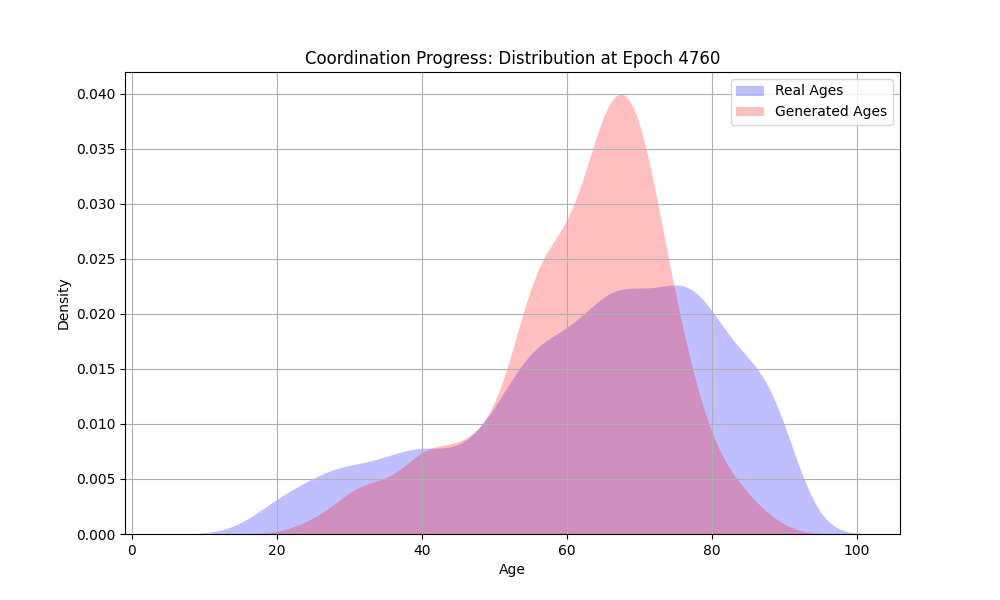 Coordination Progress: Distribution at Epoch 4760
Real Ages
Generated Ages
0.040
0.035
0.030
0.025
0.020
0.015
0.010
0.005
0.000
Density
0 20 40 60 80 100
Age